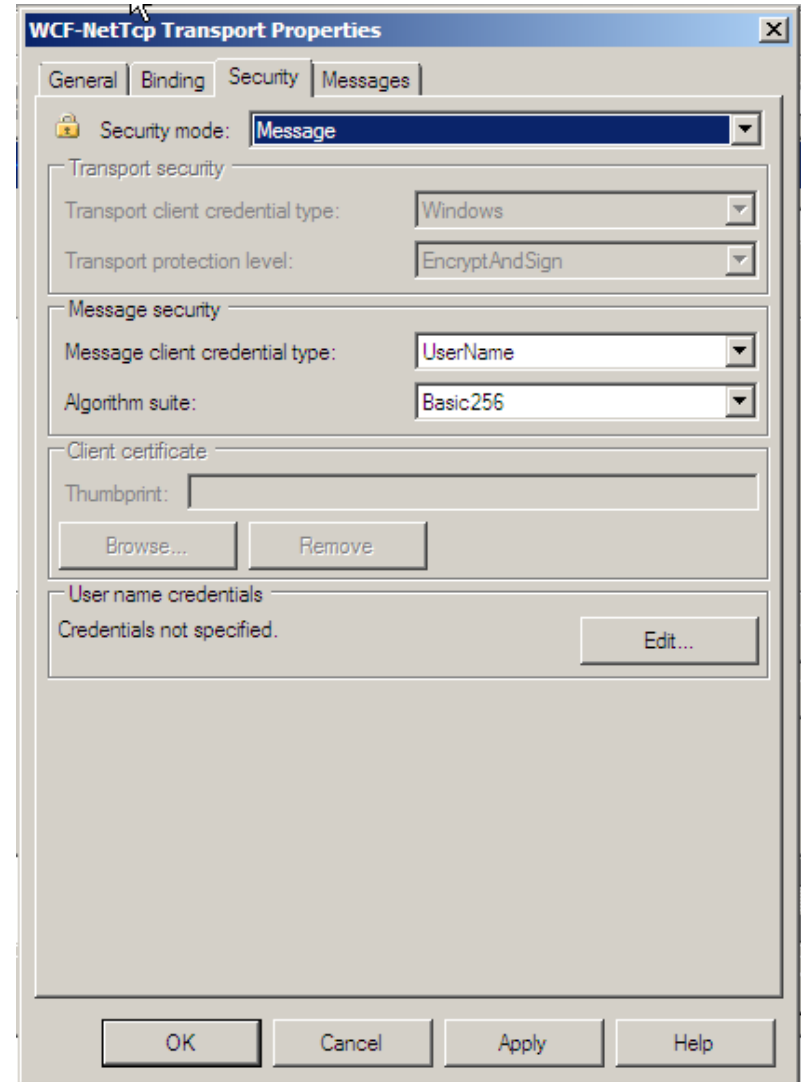 WCF-NetTcp Transport Properties
General Binding Security Messages
Security mode: Message
Transport security
Transport client credential type: Windows
Transport protection level: EncryptAndSign
Message security
Message client credential type: UserName
Algorithm suite: Basic256
Client certificate
Thumbprint:
Browse... Remove
User name credentials
Credentials not specified. Edit...
OK Cancel Apply Help